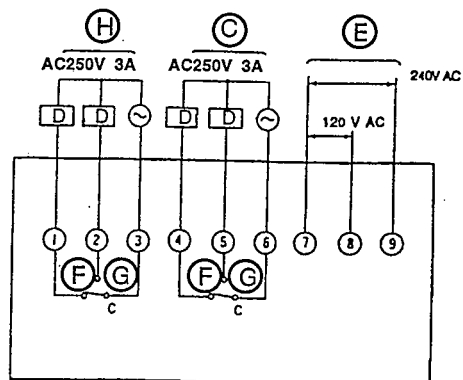 H C E
AC250V 3A AC250V 3A 240V AC
D D ~ D D ~ 120 V AC
1 2 3 4 5 6 7 8 9
F G F G
C C